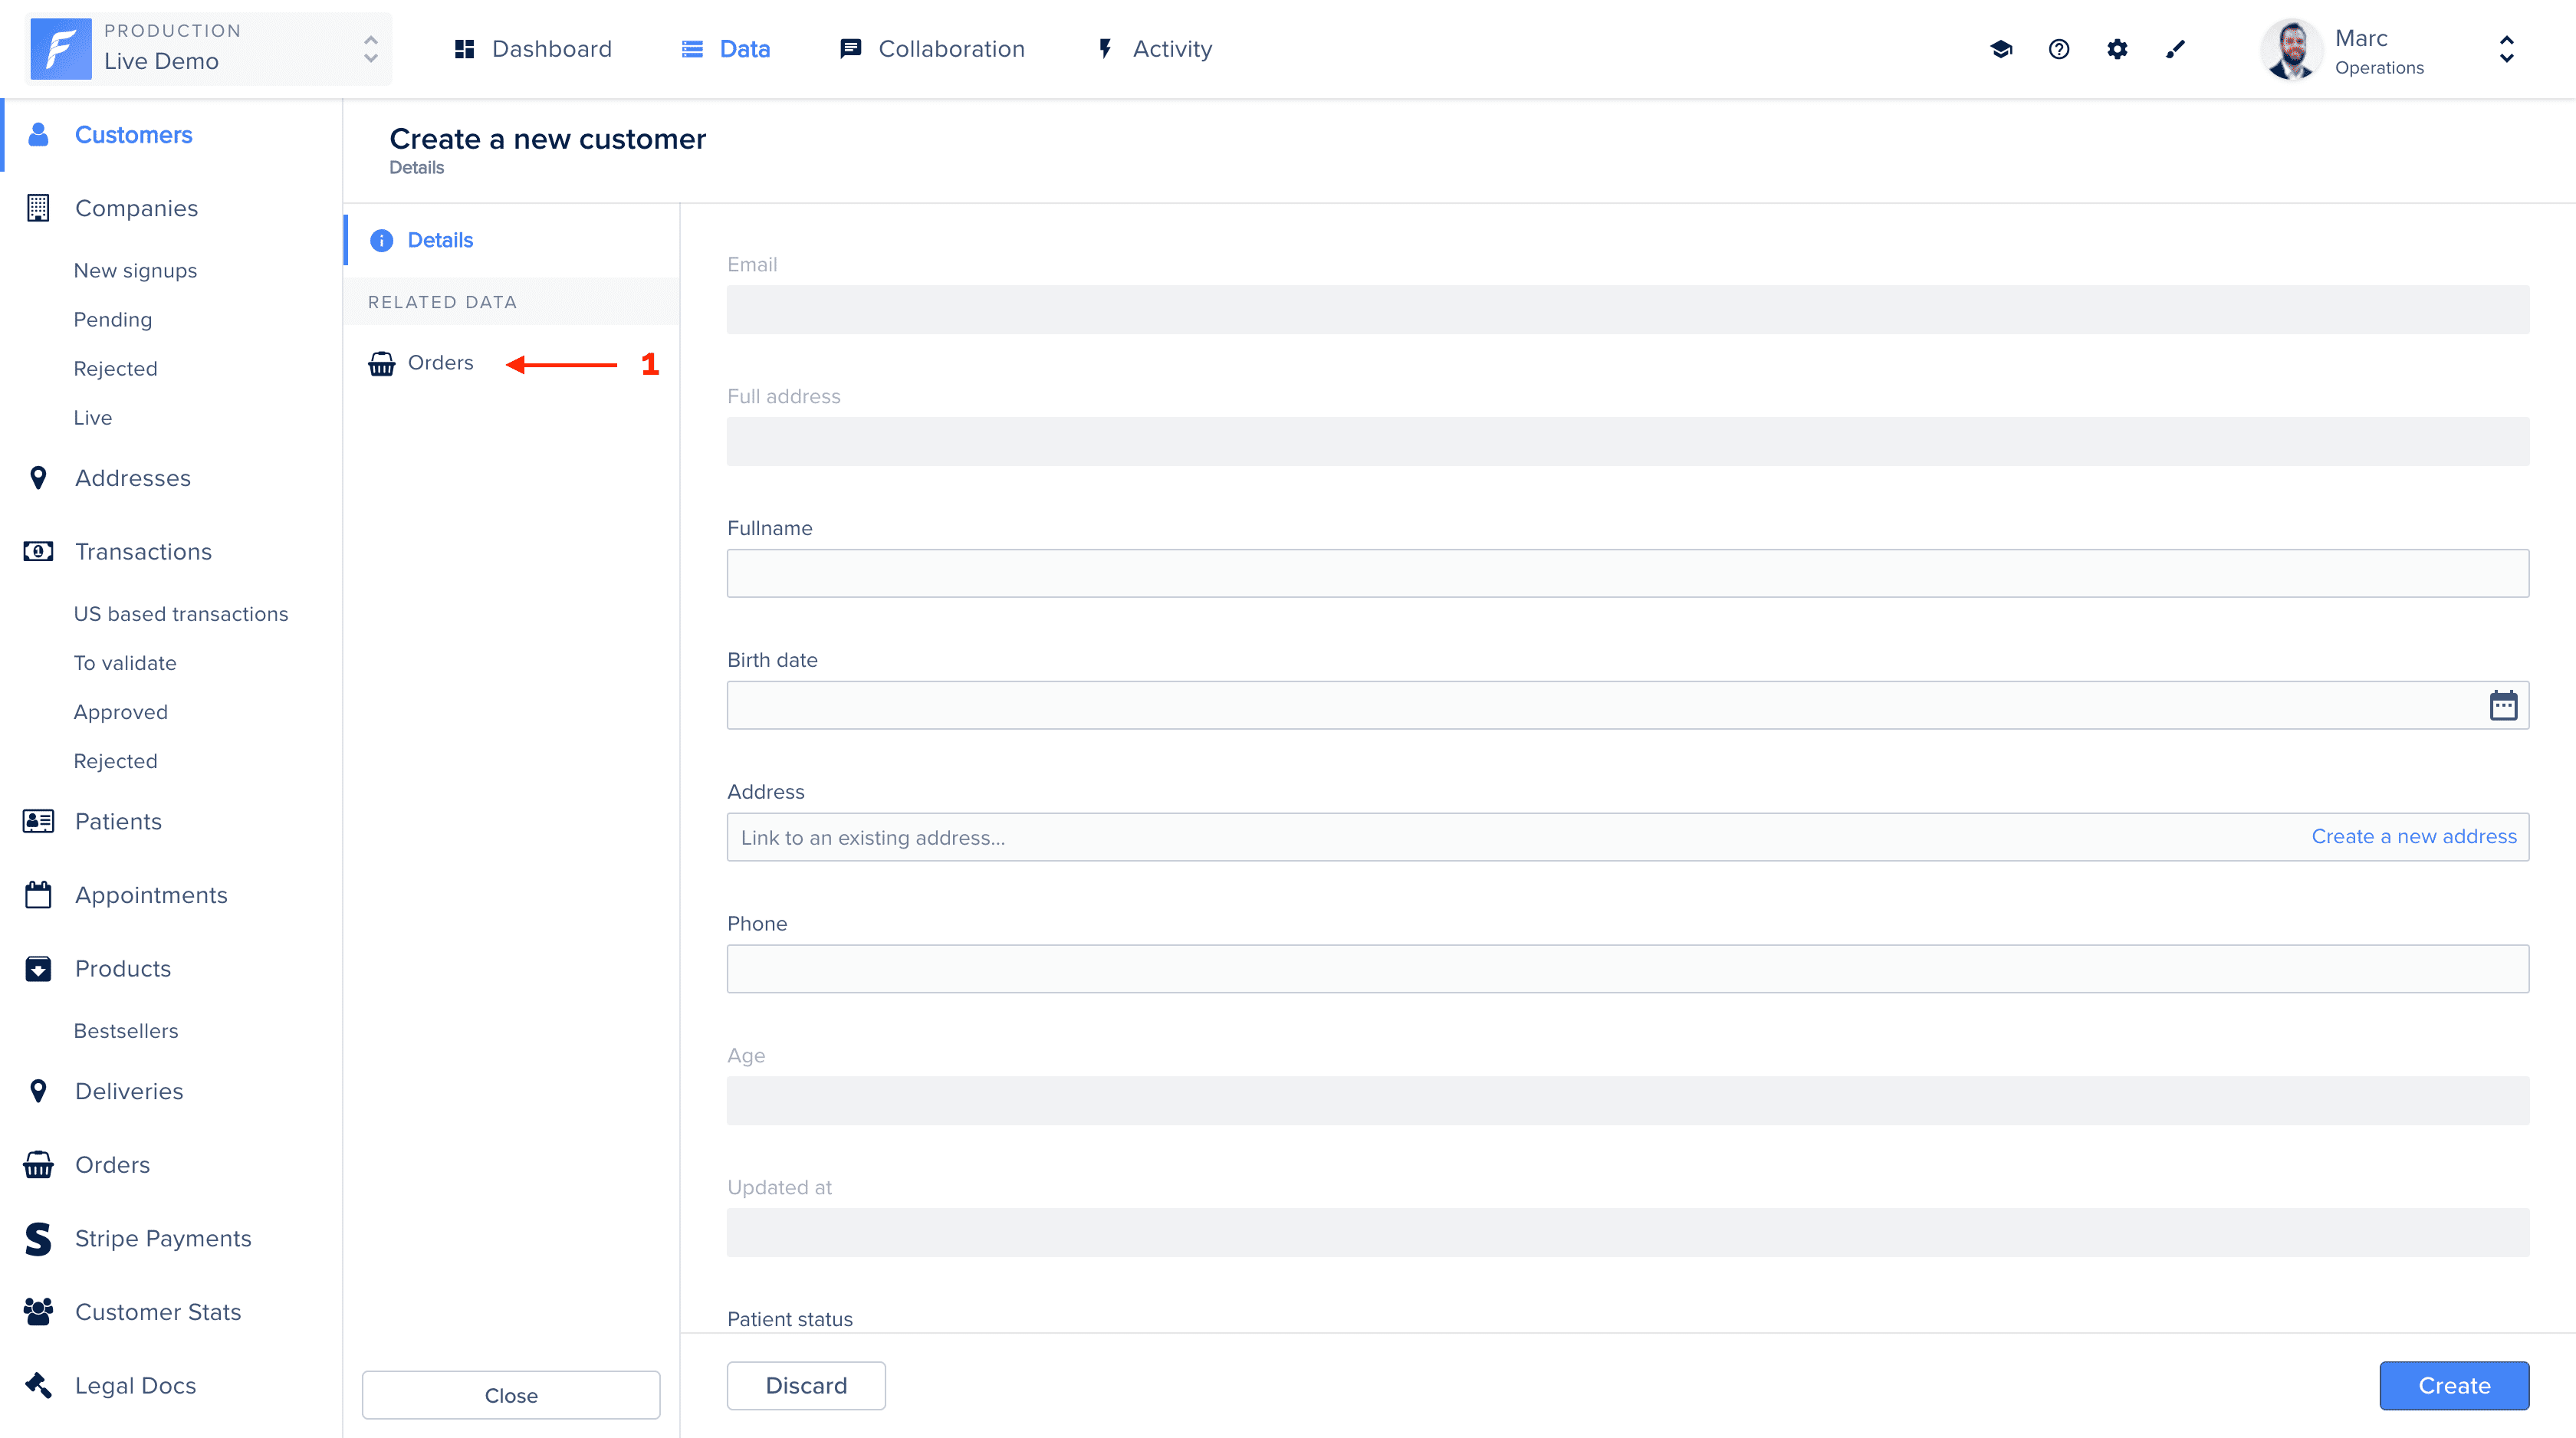 PRODUCTION
Live Demo
Dashboard
Data
Collaboration
Activity
Marc
Operations
Customers
Companies
New signups
Pending
Rejected
Live
Addresses
Transactions
US based transactions
To validate
Approved
Rejected
Patients
Appointments
Products
Bestsellers
Deliveries
Orders
Stripe Payments
Customer Stats
Legal Docs
Create a new customer
Details
Details
RELATED DATA
Orders
1
Close
Email
Full address
Fullname
Birth date
Address
Link to an existing address...
Create a new address
Phone
Age
Updated at
Patient status
Discard
Create